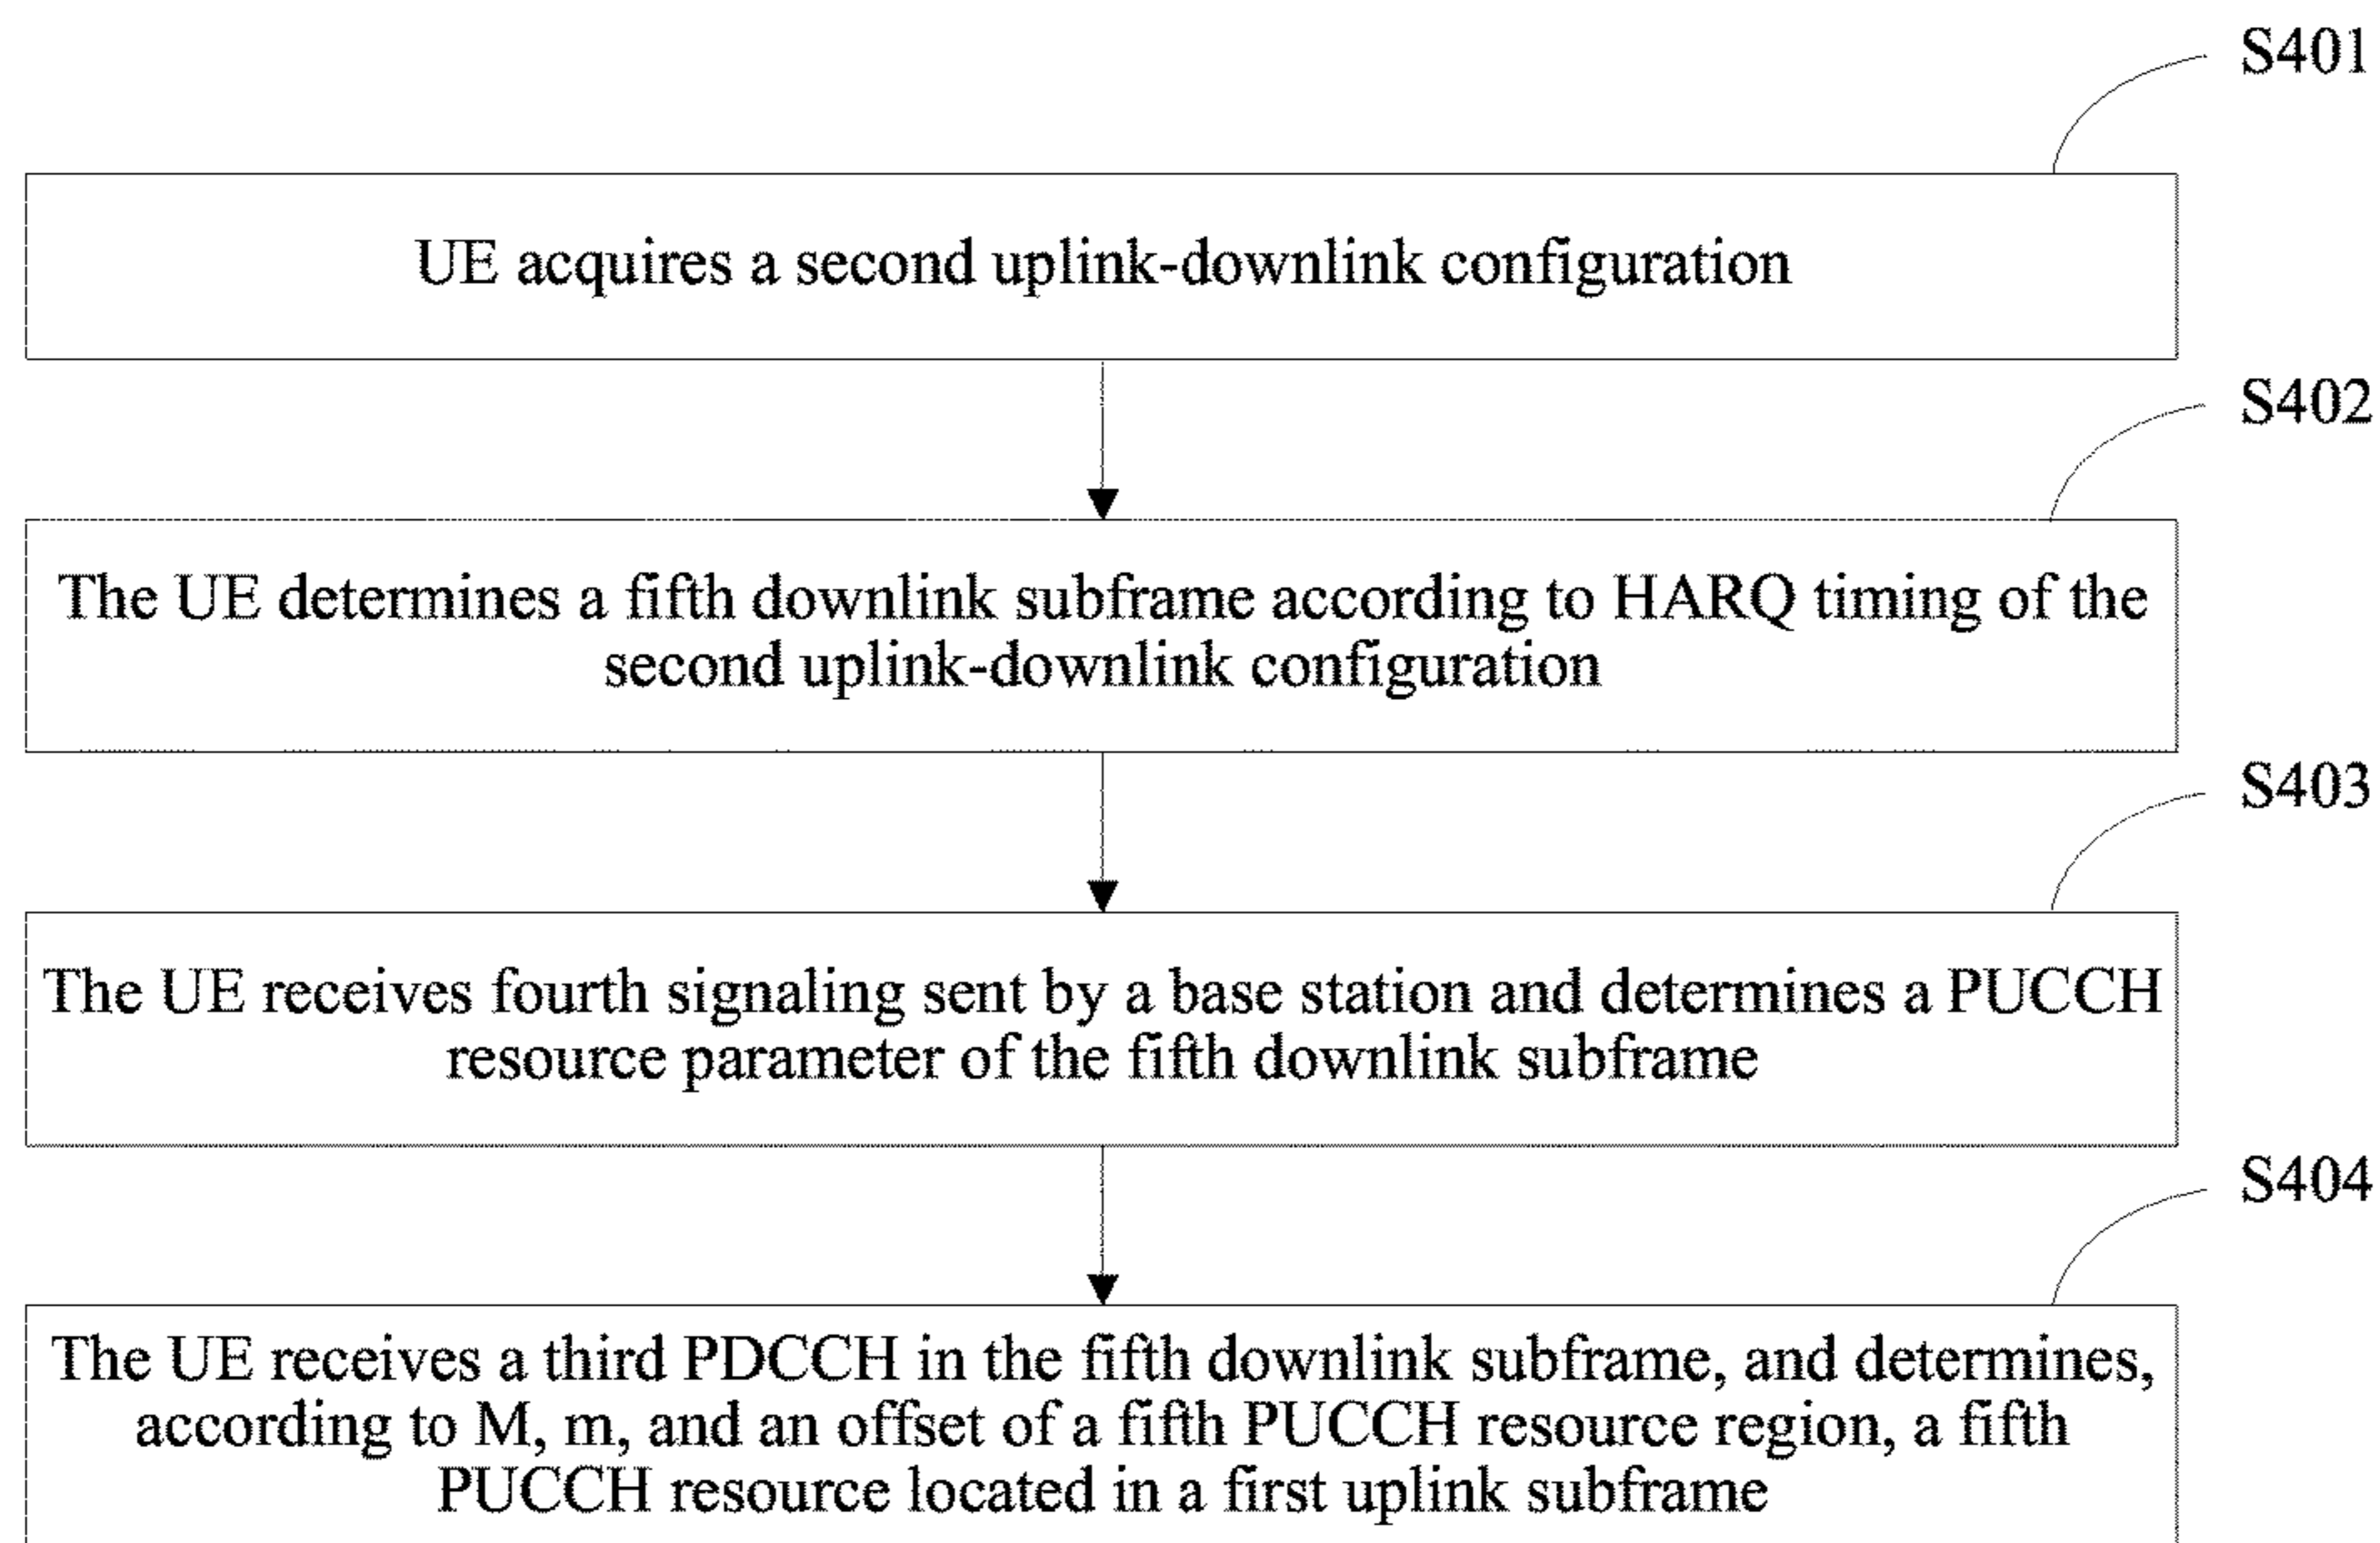 S401
UE acquires a second uplink-downlink configuration
S402
The UE determines a fifth downlink subframe according to HARQ timing of the
second uplink-downlink configuration
S403
The UE receives fourth signaling sent by a base station and determines a PUCCH
resource parameter of the fifth downlink subframe
S404
The UE receives a third PDCCH in the fifth downlink subframe, and determines,
according to M, m, and an offset of a fifth PUCCH resource region, a fifth
PUCCH resource located in a first uplink subframe